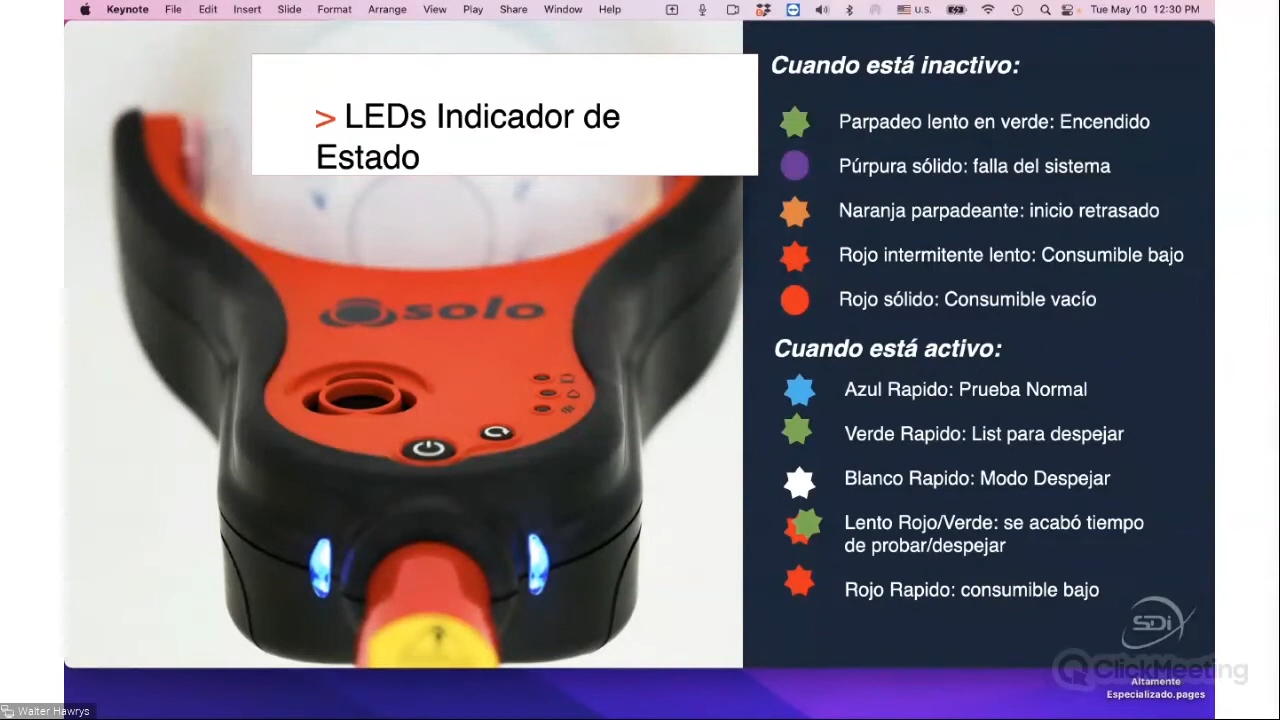 Keynote File Edit Insert Slide Format Arrange View Play Share Window Help U.S. Tue May 10 12:30 PM
> LEDs Indicador de
Estado
solo
Cuando está inactivo:
Parpadeo lento en verde: Encendido
Púrpura sólido: falla del sistema
Naranja parpadeante: inicio retrasado
Rojo intermitente lento: Consumible bajo
Rojo sólido: Consumible vacío
Cuando está activo:
Azul Rapido: Prueba Normal
Verde Rapido: List para despejar
Blanco Rapido: Modo Despejar
Lento Rojo/Verde: se acabó tiempo
de probar/despejar
Rojo Rapido: consumible bajo
SDi
ClickMeeting
Altamente
Especializado.pages
Walter Hawrys